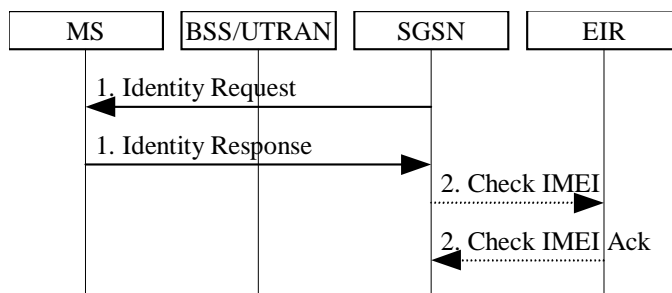 MS BSS/UTRAN SGSN EIR
1. Identity Request
1. Identity Response
2. Check IMEI
2. Check IMEI Ack